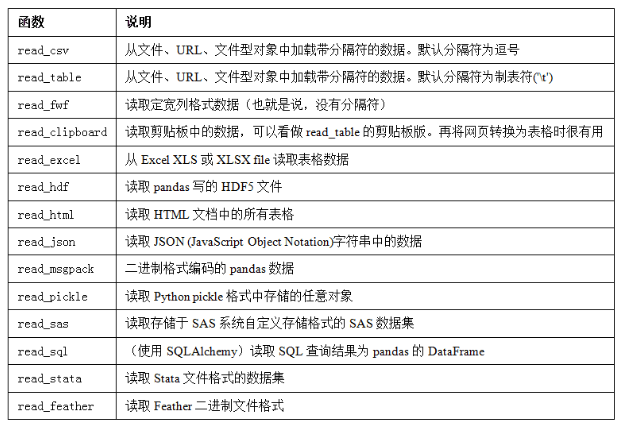 函数 说明
read_csv 从文件、URL、文件型对象中加载带分隔符的数据。默认分隔符为逗号
read_table 从文件、URL、文件型对象中加载带分隔符的数据。默认分隔符为制表符('\t')
read_fwf 读取定宽列格式数据（也就是说，没有分隔符）
read_clipboard 读取剪贴板中的数据，可以看做 read_table 的剪贴板版。再将网页转换为表格时很有用
read_excel 从 Excel XLS 或 XLSX file 读取表格数据
read_hdf 读取 pandas 写的 HDF5 文件
read_html 读取 HTML 文档中的所有表格
read_json 读取 JSON (JavaScript Object Notation)字符串中的数据
read_msgpack 二进制格式编码的 pandas 数据
read_pickle 读取 Python pickle 格式中存储的任意对象
read_sas 读取存储于 SAS 系统自定义存储格式的 SAS 数据集
read_sql （使用 SQLAlchemy）读取 SQL 查询结果为 pandas 的 DataFrame
read_stata 读取 Stata 文件格式的数据集
read_feather 读取 Feather 二进制文件格式